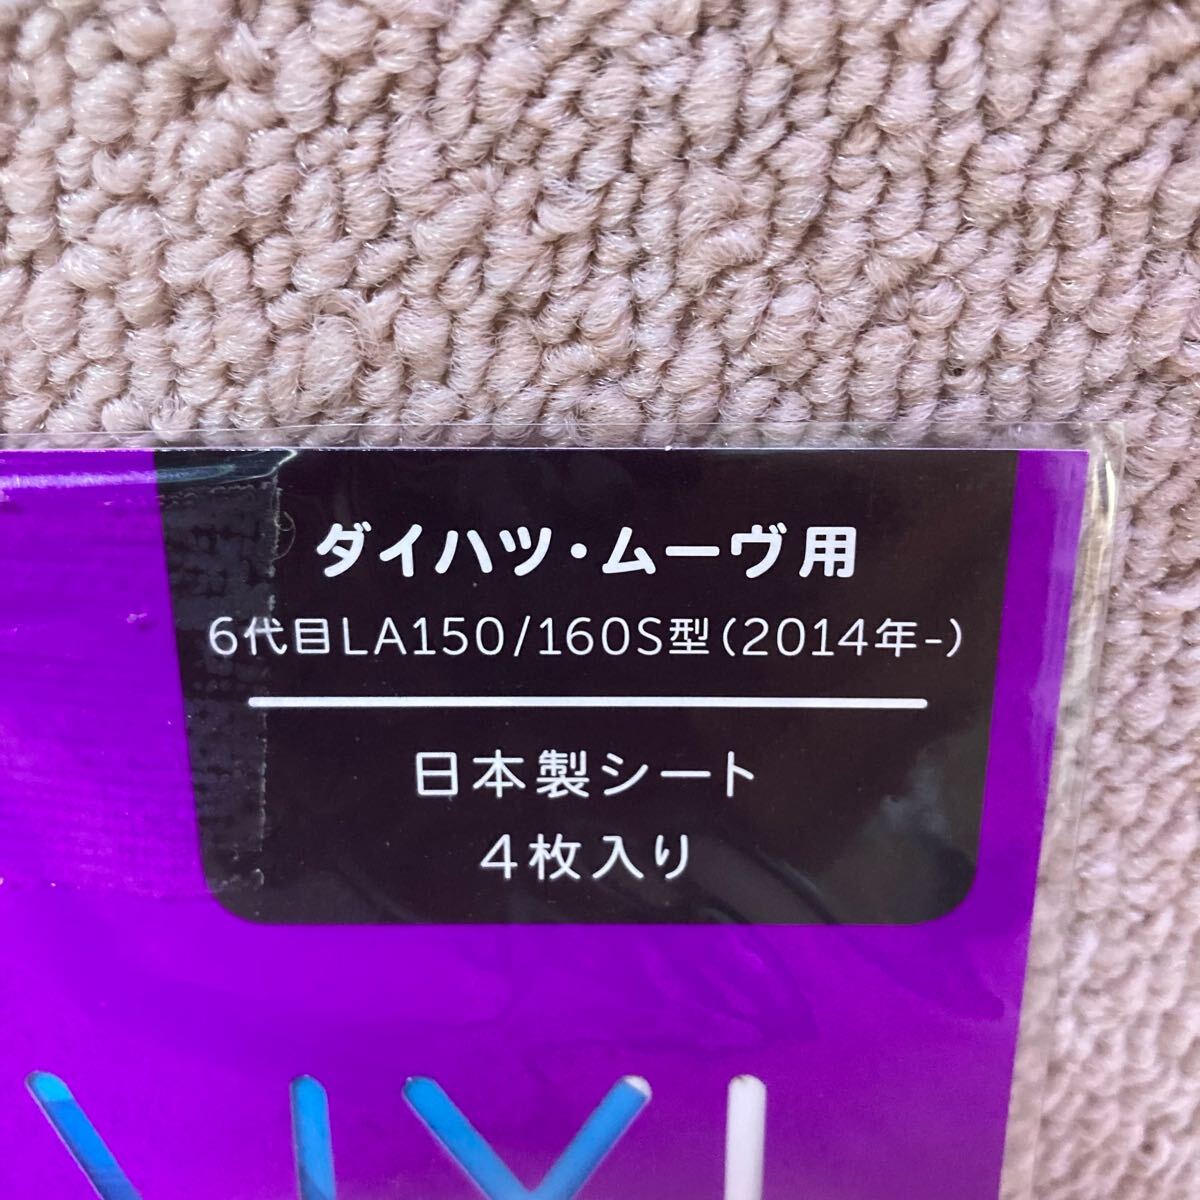 ダイハツ・ムーヴ用
6代目LA150/160S型(2014年-)
日本製シート
4枚入り